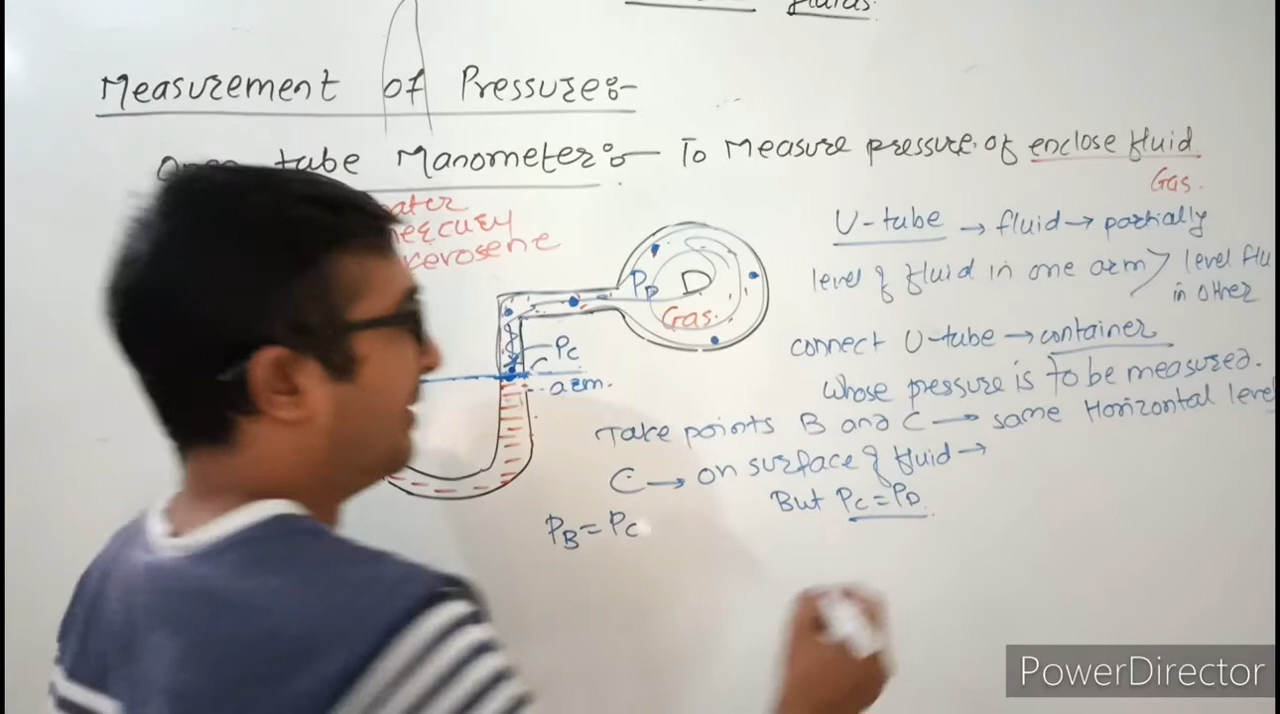 fluids.
Measurement of Pressure:-
tube Manometer:- To Measure pressure of enclose fluid
Gas.
U-tube → fluid → partially
level of fluid in one arm > level flu
in other
PD D
Gas.
connect U-tube → container
whose pressure is to be measured.
Pc
Take points B and C → same Horizontal level
C → on surface of fluid →
But Pc = PD.
PB = Pc
PowerDirector